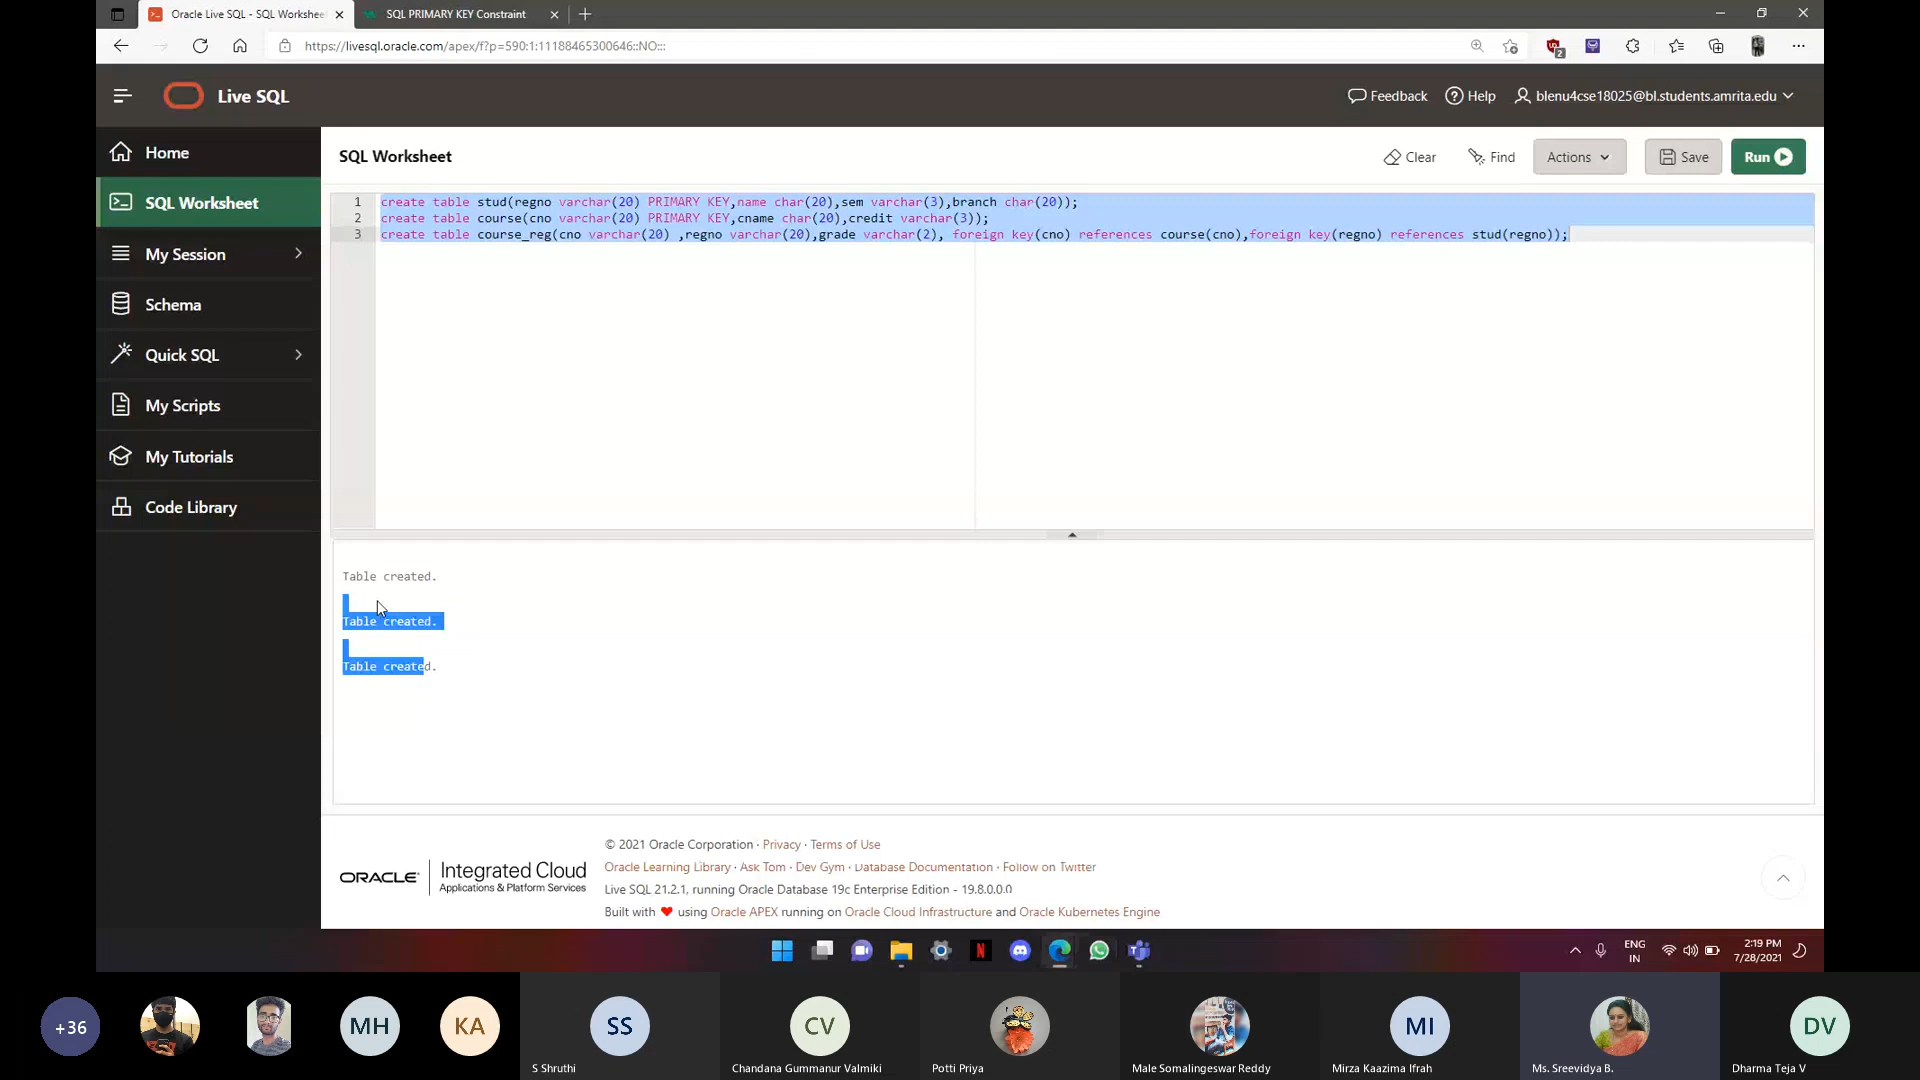 Oracle Live SQL - SQL Workshee
SQL PRIMARY KEY Constraint
https://livesql.oracle.com/apex/f?p=590:1:11188465300646::NO:::
2
Live SQL
Feedback
Help
blenu4cse18025@bl.students.amrita.edu
Home
SQL Worksheet
My Session
Schema
Quick SQL
My Scripts
My Tutorials
Code Library
SQL Worksheet
Clear
Find
Actions
Save
Run
1 create table stud(regno varchar(20) PRIMARY KEY,name char(20),sem varchar(3),branch char(20));
2 create table course(cno varchar(20) PRIMARY KEY,cname char(20),credit varchar(3));
3 create table course_reg(cno varchar(20) ,regno varchar(20),grade varchar(2), foreign key(cno) references course(cno),foreign key(regno) references stud(regno));
Table created.
Table created.
Table created.
ORACLE
Integrated Cloud
Applications & Platform Services
© 2021 Oracle Corporation · Privacy · Terms of Use
Oracle Learning Library · Ask Tom · Dev Gym · Database Documentation · Follow on Twitter
Live SQL 21.2.1, running Oracle Database 19c Enterprise Edition - 19.8.0.0.0
Built with ❤ using Oracle APEX running on Oracle Cloud Infrastructure and Oracle Kubernetes Engine
N
ENG
IN
2:19 PM
7/28/2021
+36
MH
KA
SS
CV
MI
DV
S Shruthi
Chandana Gummanur Valmiki
Potti Priya
Male Somalingeswar Reddy
Mirza Kaazima Ifrah
Ms. Sreevidya B.
Dharma Teja V